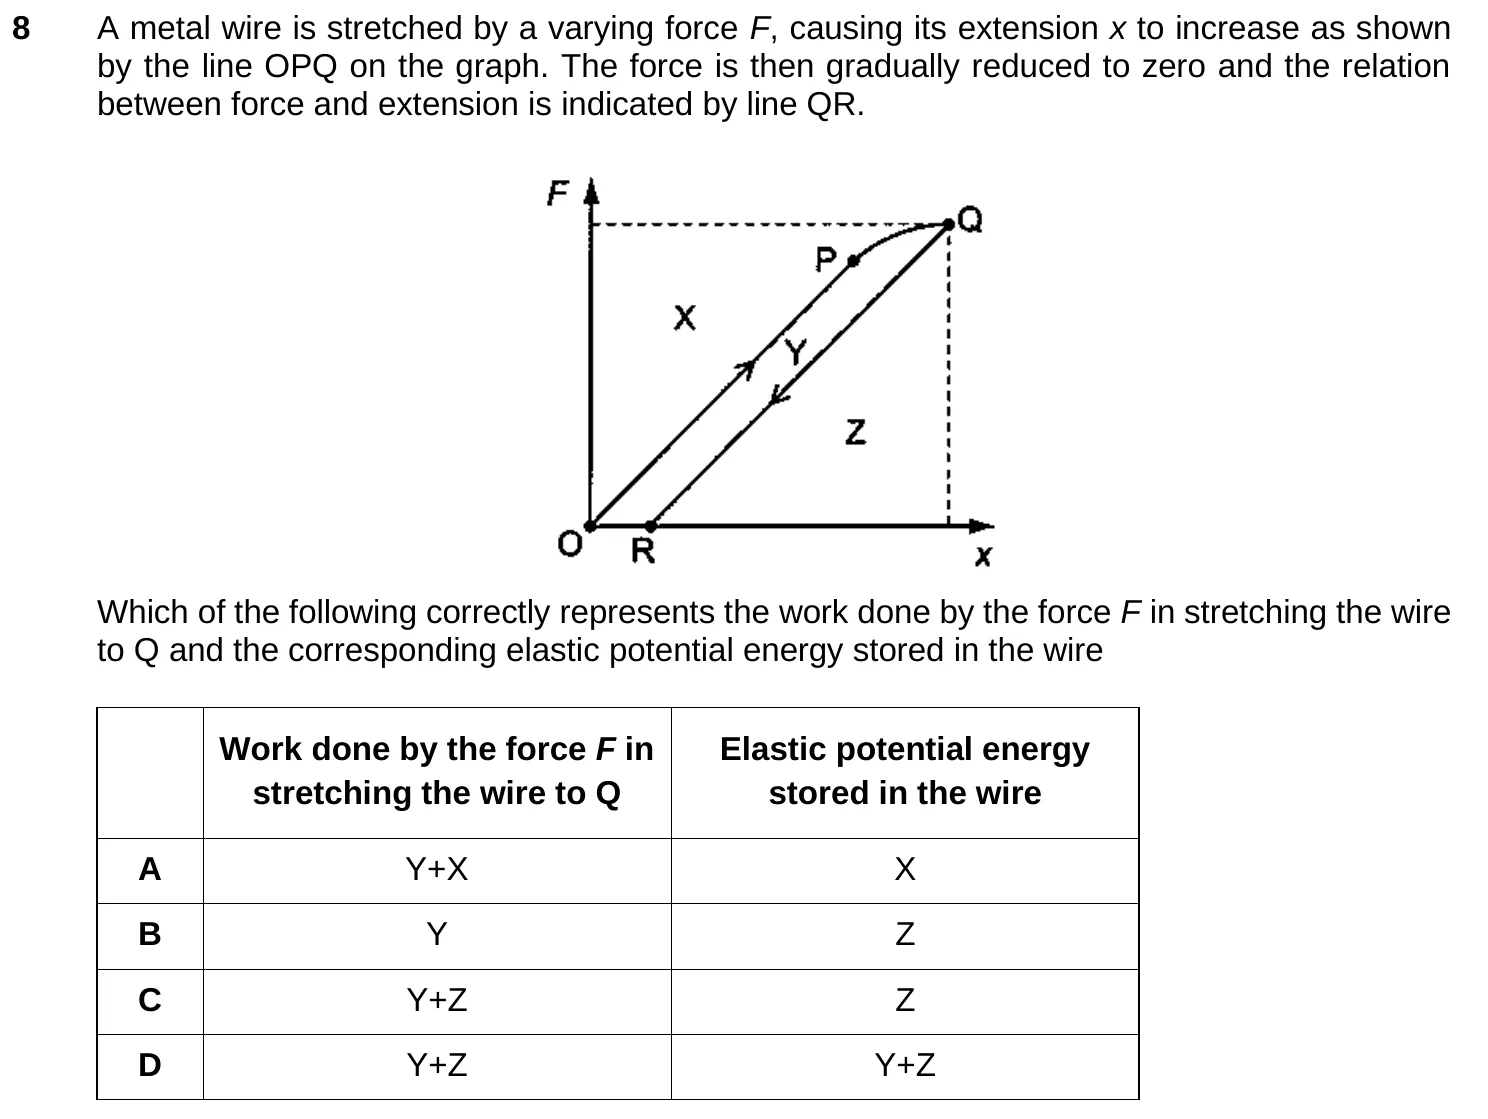 8 A metal wire is stretched by a varying force F, causing its extension x to increase as shown
by the line OPQ on the graph. The force is then gradually reduced to zero and the relation
between force and extension is indicated by line QR.
F
Q
P
X
Y
Z
O
R
x
Which of the following correctly represents the work done by the force F in stretching the wire
to Q and the corresponding elastic potential energy stored in the wire
Work done by the force F in Elastic potential energy
stretching the wire to Q stored in the wire
A Y+X X
B Y Z
C Y+Z Z
D Y+Z Y+Z